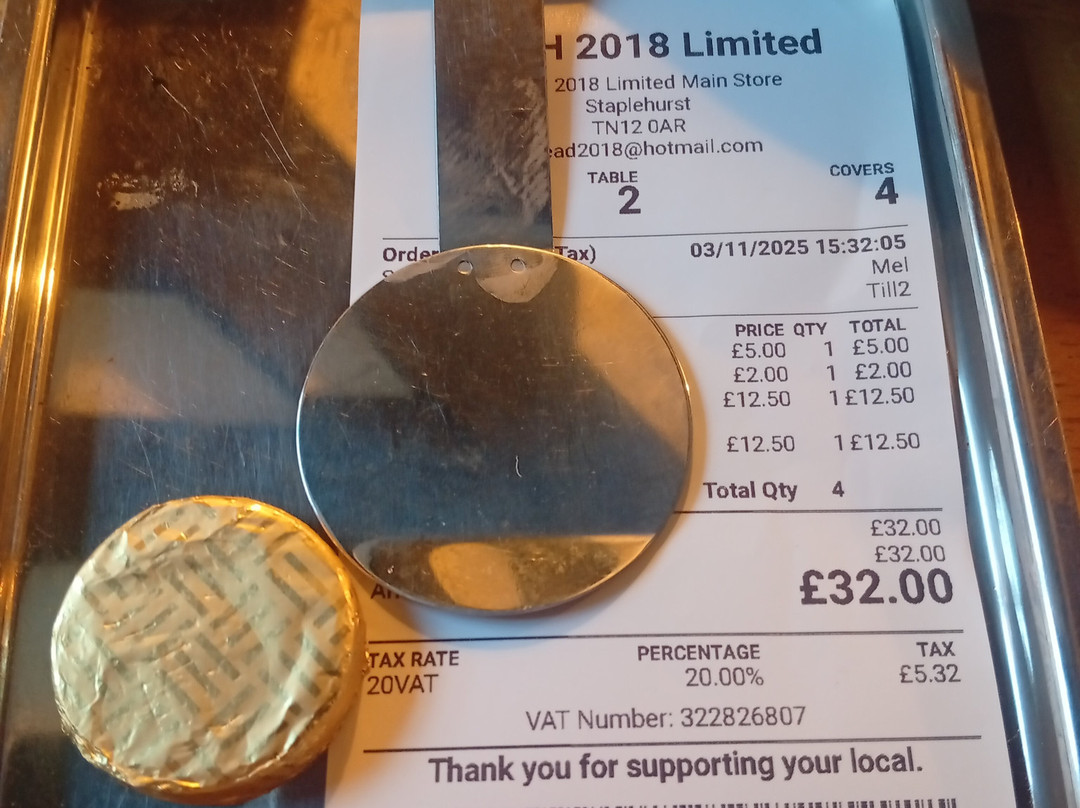 H 2018 Limited
2018 Limited Main Store
Staplehurst
TN12 0AR
ead2018@hotmail.com
TABLE COVERS
2 4
Order Tax) 03/11/2025 15:32:05
Mel
Till2
PRICE QTY TOTAL
£5.00 1 £5.00
£2.00 1 £2.00
£12.50 1 £12.50
£12.50 1 £12.50
Total Qty 4
£32.00
£32.00
£32.00
TAX RATE PERCENTAGE TAX
20VAT 20.00% £5.32
VAT Number: 322826807
Thank you for supporting your local.